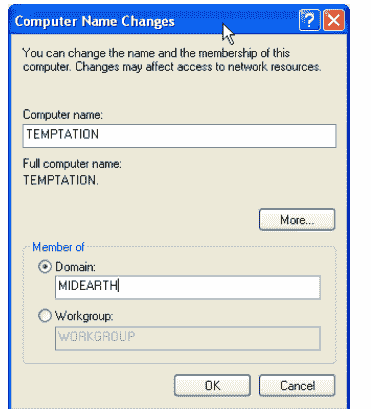 Computer Name Changes
You can change the name and the membership of this
computer. Changes may affect access to network resources.
Computer name:
TEMPTATION
Full computer name:
TEMPTATION.
More...
Member of
Domain:
MIDEARTH
Workgroup:
WORKGROUP
OK Cancel